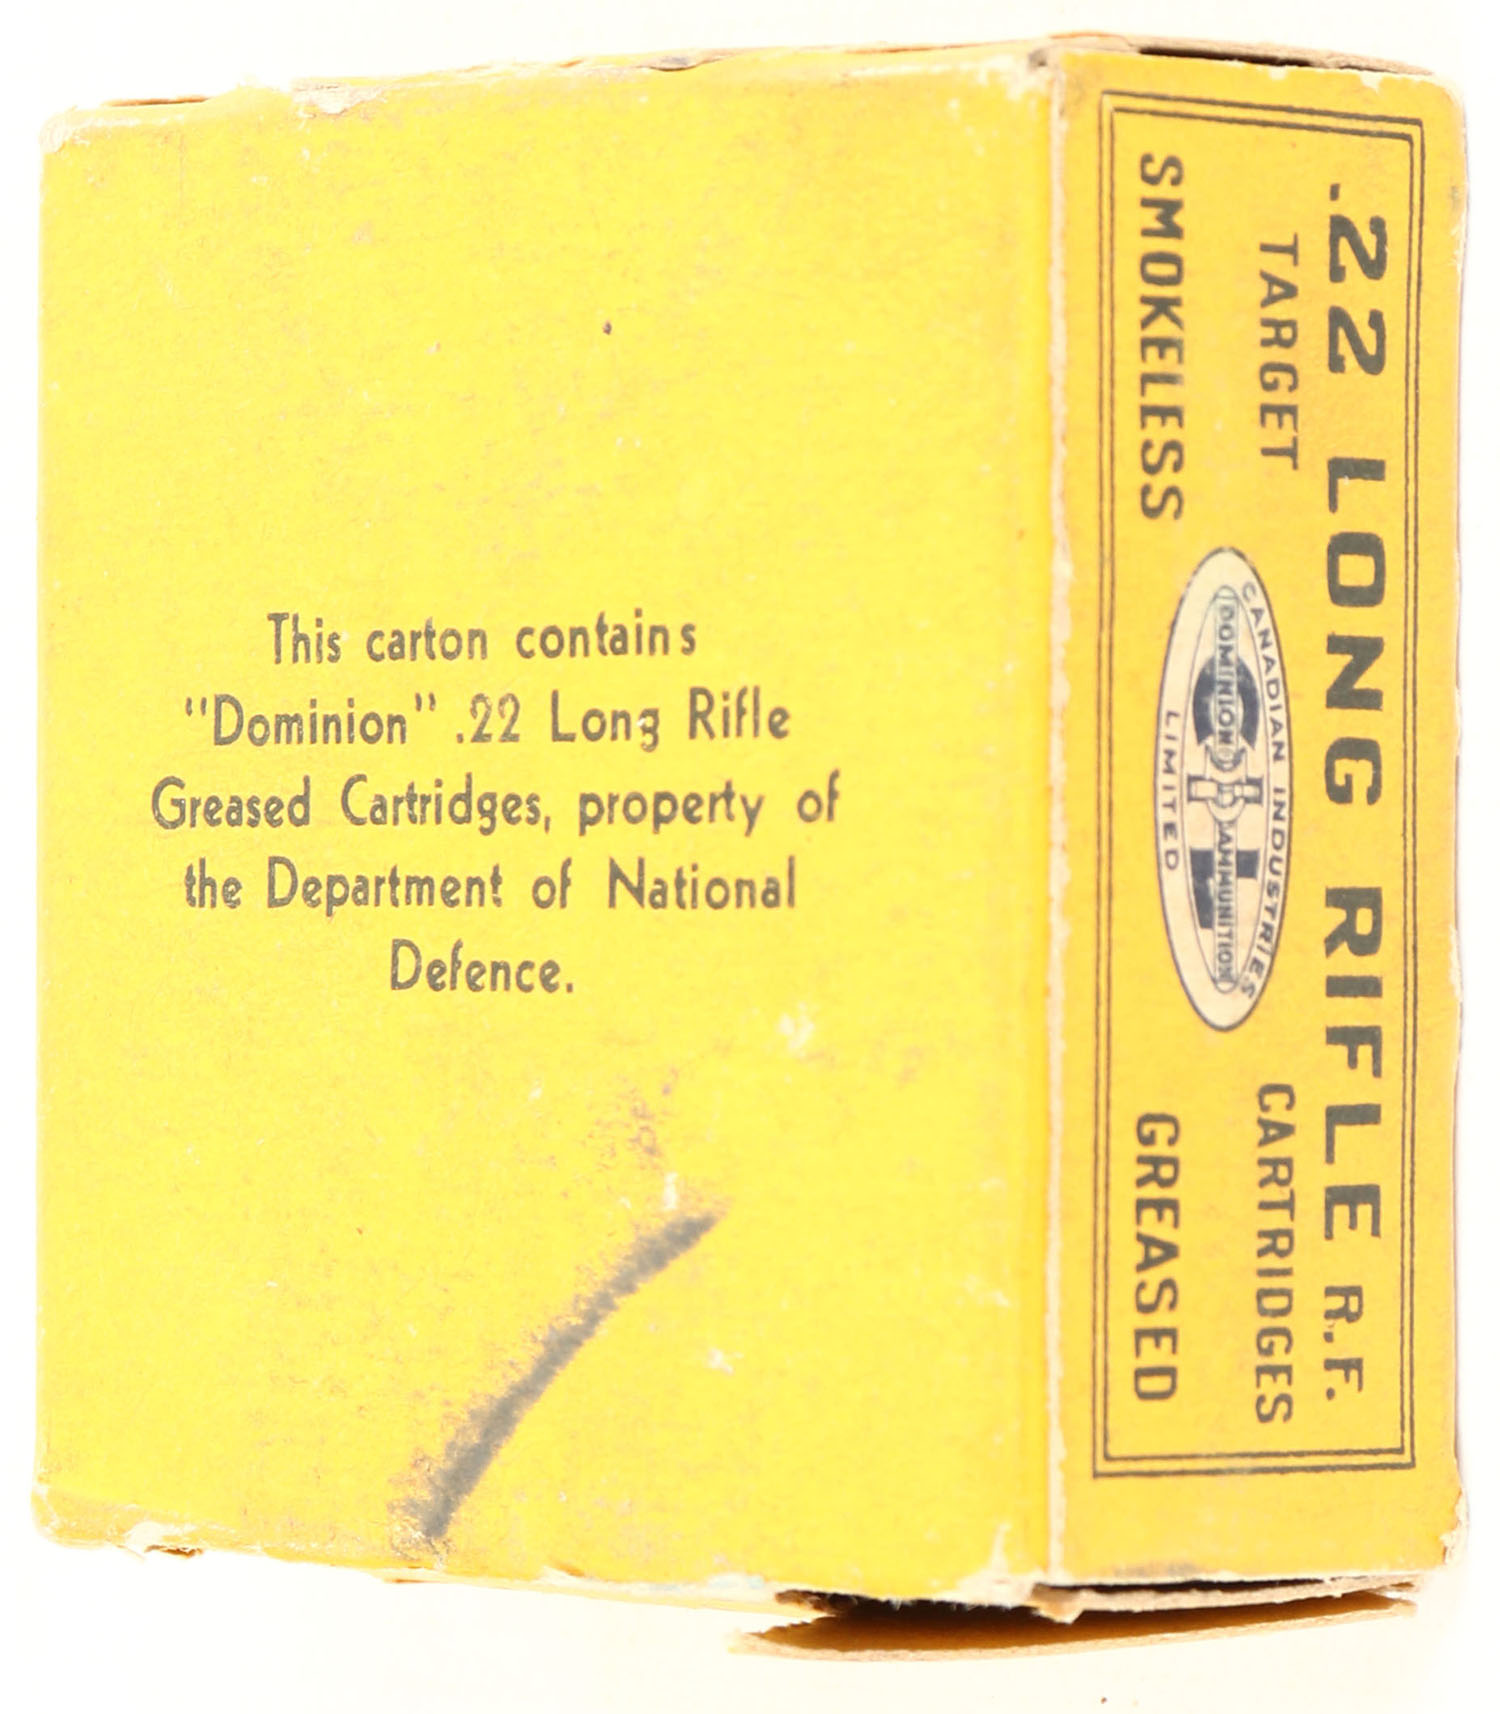 This carton contains
"Dominion" .22 Long Rifle
Greased Cartridges, property of
the Department of National
Defence.
.22 LONG RIFLE R.F.
TARGET CARTRIDGES
CANADIAN INDUSTRIES
DOMINION AMMUNITION
LIMITED
SMOKELESS GREASED